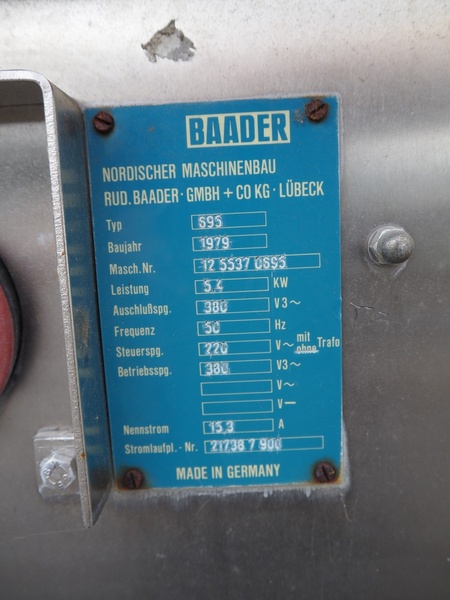 BAADER
NORDISCHER MASCHINENBAU
RUD. BAADER · GMBH + CO KG · LÜBECK
Typ 695
Baujahr 1979
Masch.Nr. 12 5537 0695
Leistung 5,4 KW
Auschlußspg. 380 V3~
Frequenz 50 Hz
Steuerspg. 220 V~ mit ohne Trafo
Betriebsspg. 380 V3~
V~
V—
Nennstrom 15,3 A
Stromlaufpl.-Nr. 21738 7 900
MADE IN GERMANY